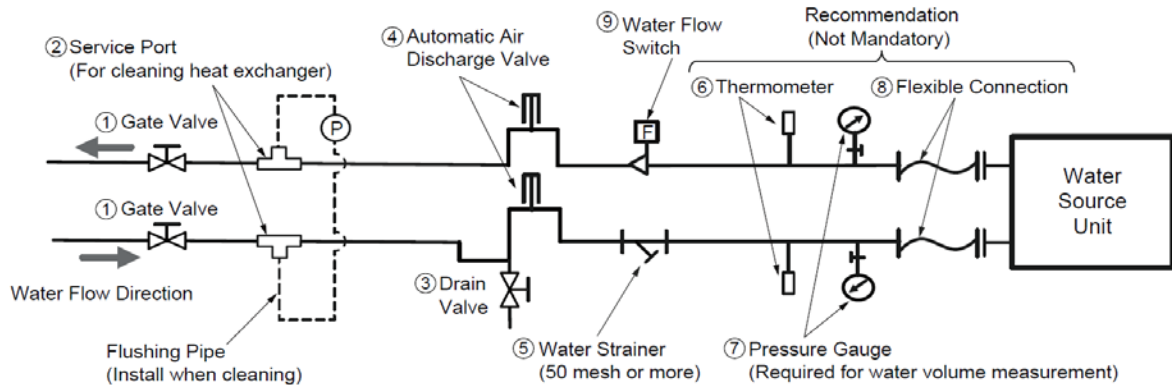 Recommendation
(Not Mandatory)
⑨ Water Flow
Switch
④ Automatic Air
Discharge Valve
② Service Port
(For cleaning heat exchanger)
⑥ Thermometer
⑧ Flexible Connection
① Gate Valve
P
F
Water
Source
Unit
① Gate Valve
Water Flow Direction
③ Drain
Valve
Flushing Pipe
(Install when cleaning)
⑤ Water Strainer
(50 mesh or more)
⑦ Pressure Gauge
(Required for water volume measurement)